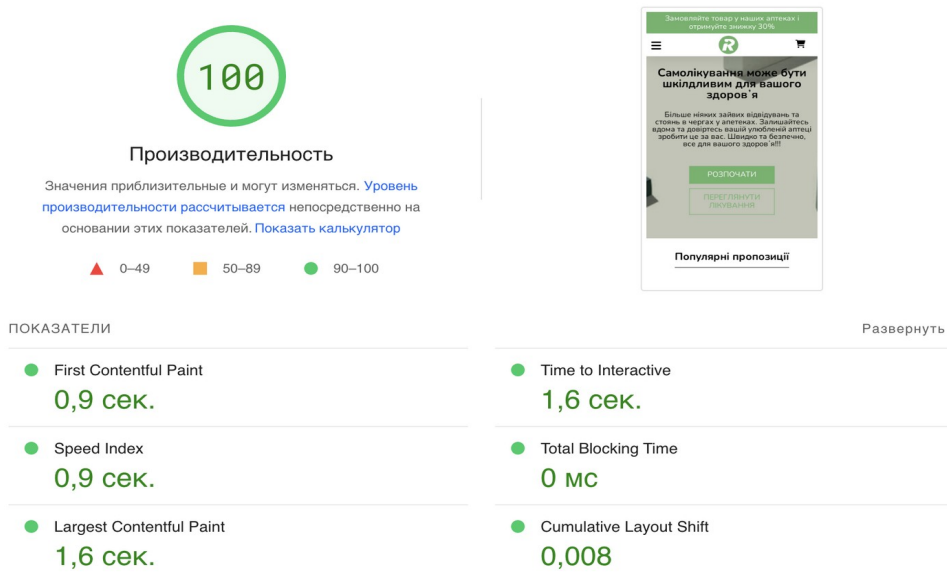 100
Производительность
Значения приблизительные и могут изменяться. Уровень
производительности рассчитывается непосредственно на
основании этих показателей. Показать калькулятор
0–49 50–89 90–100
Замовляйте товар у наших аптеках і
отримуйте знижку 30%
R
Самолікування може бути
шкілдливим для вашого
здоров`я
Більше ніяких зайвих відвідувань та
стоянь в чергах у апетеках. Залишайтесь
вдома та довіртесь вашій улюбленій аптеці
зробити це за вас. Швидко та безпечно,
все для вашого здоров`я!!!
РОЗПОЧАТИ
ПЕРЕГЛЯНУТИ
ЛІКУВАННЯ
Популярні пропозиції
ПОКАЗАТЕЛИ
Развернуть
First Contentful Paint
0,9 сек.
Time to Interactive
1,6 сек.
Speed Index
0,9 сек.
Total Blocking Time
0 мс
Largest Contentful Paint
1,6 сек.
Cumulative Layout Shift
0,008